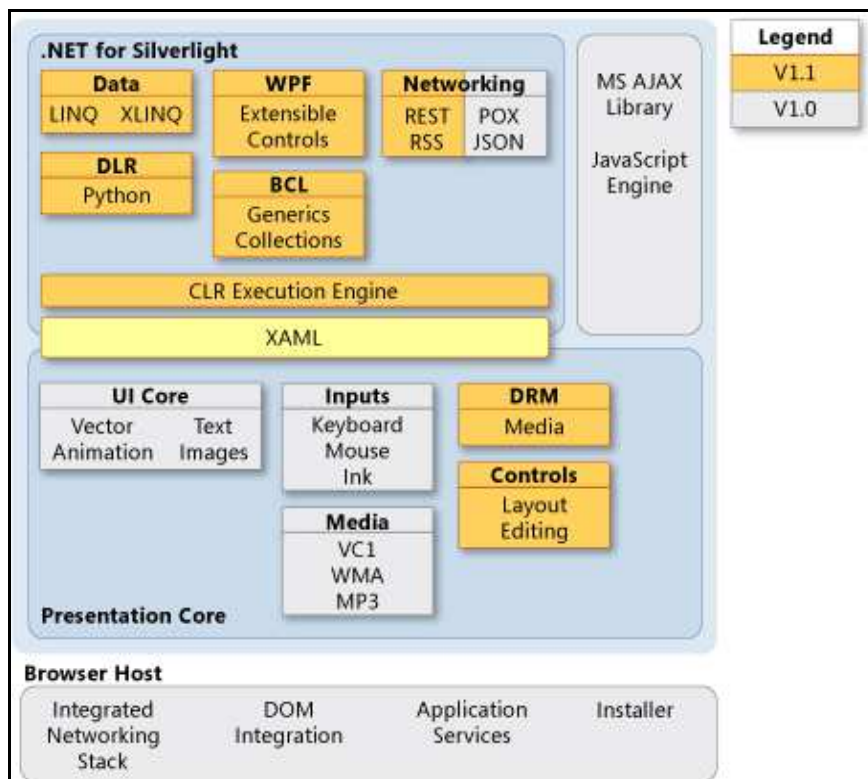 .NET for Silverlight
Data
LINQ XLINQ
WPF
Extensible
Controls
Networking
REST POX
RSS JSON
DLR
Python
BCL
Generics
Collections
CLR Execution Engine
XAML
MS AJAX
Library
JavaScript
Engine
Legend
V1.1
V1.0
UI Core
Vector Text
Animation Images
Inputs
Keyboard
Mouse
Ink
DRM
Media
Controls
Layout
Editing
Media
VC1
WMA
MP3
Presentation Core
Browser Host
Integrated
Networking
Stack
DOM
Integration
Application
Services
Installer